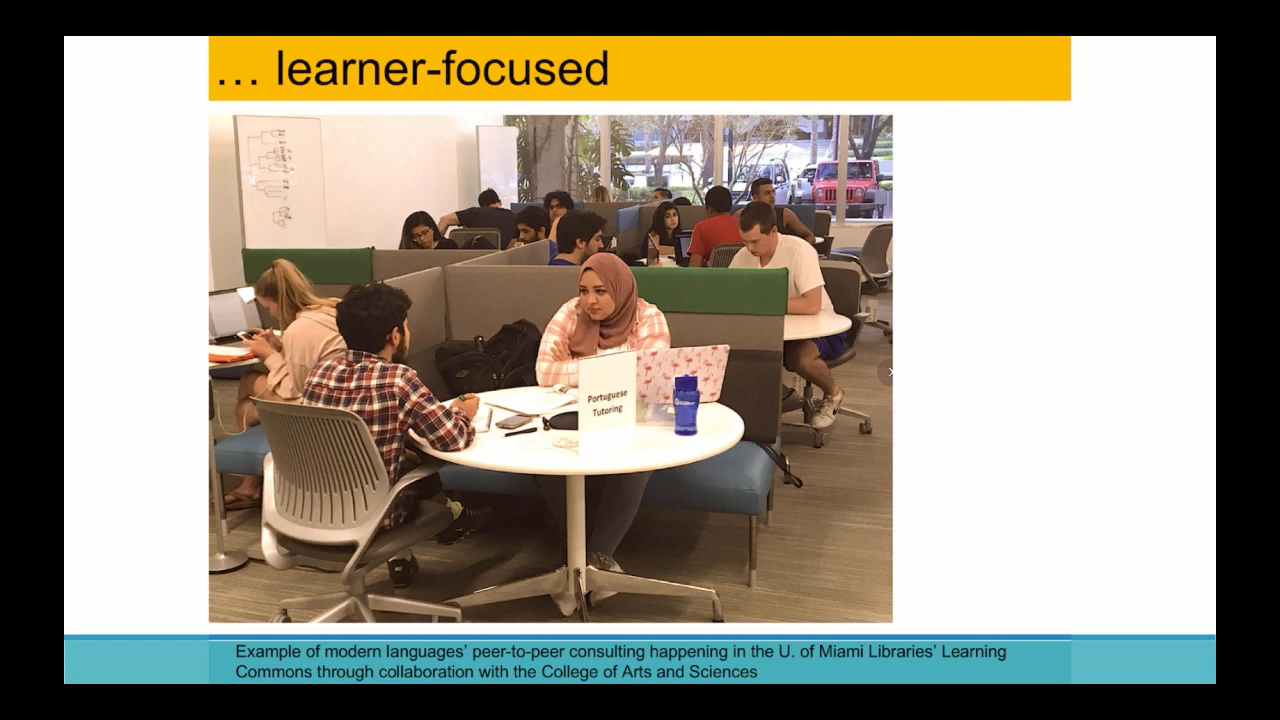 … learner-focused
Portuguese
Tutoring
Example of modern languages’ peer-to-peer consulting happening in the U. of Miami Libraries’ Learning
Commons through collaboration with the College of Arts and Sciences